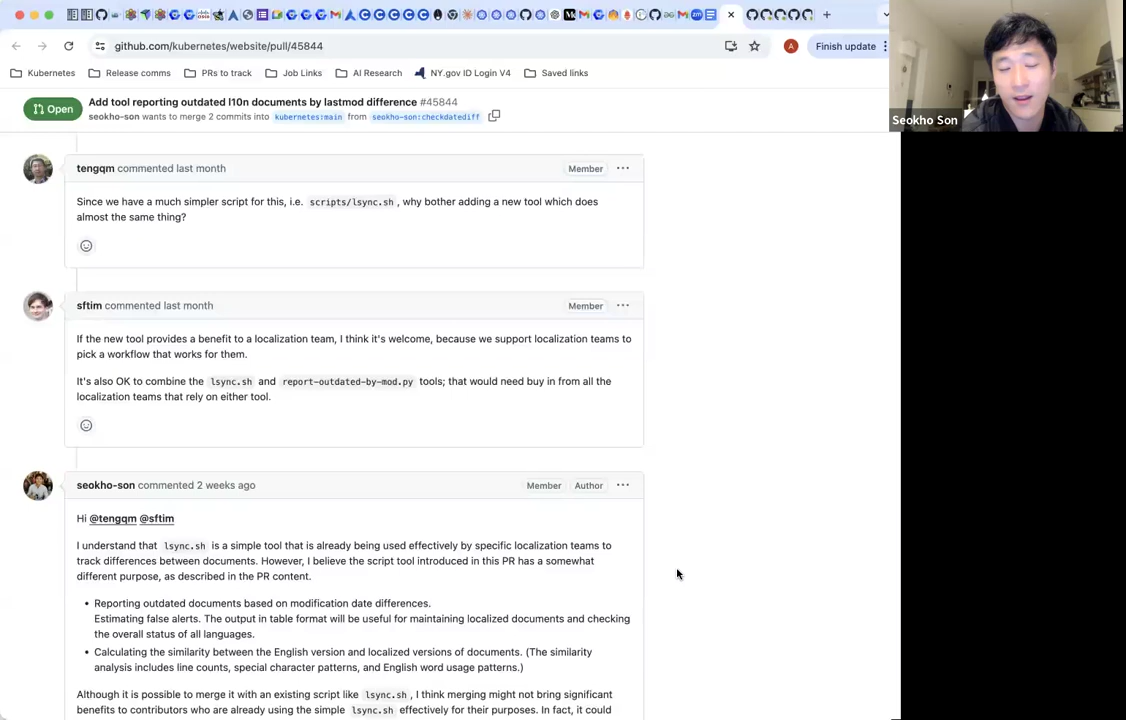 github.com/kubernetes/website/pull/45844
A
Finish update
Kubernetes
Release comms
PRs to track
Job Links
AI Research
NY.gov ID Login V4
Saved links
Open
Add tool reporting outdated l10n documents by lastmod difference #45844
seokho-son wants to merge 2 commits into kubernetes:main from seokho-son:checkdatediff
Seokho Son
tengqm commented last month
Member
Since we have a much simpler script for this, i.e. scripts/lsync.sh, why bother adding a new tool which does
almost the same thing?
sftim commented last month
Member
If the new tool provides a benefit to a localization team, I think it's welcome, because we support localization teams to
pick a workflow that works for them.
It's also OK to combine the lsync.sh and report-outdated-by-mod.py tools; that would need buy in from all the
localization teams that rely on either tool.
seokho-son commented 2 weeks ago
Member
Author
Hi @tengqm @sftim
I understand that lsync.sh is a simple tool that is already being used effectively by specific localization teams to
track differences between documents. However, I believe the script tool introduced in this PR has a somewhat
different purpose, as described in the PR content.
• Reporting outdated documents based on modification date differences.
Estimating false alerts. The output in table format will be useful for maintaining localized documents and checking
the overall status of all languages.
• Calculating the similarity between the English version and localized versions of documents. (The similarity
analysis includes line counts, special character patterns, and English word usage patterns.)
Although it is possible to merge it with an existing script like lsync.sh, I think merging might not bring significant
benefits to contributors who are already using the simple lsync.sh effectively for their purposes. In fact, it could